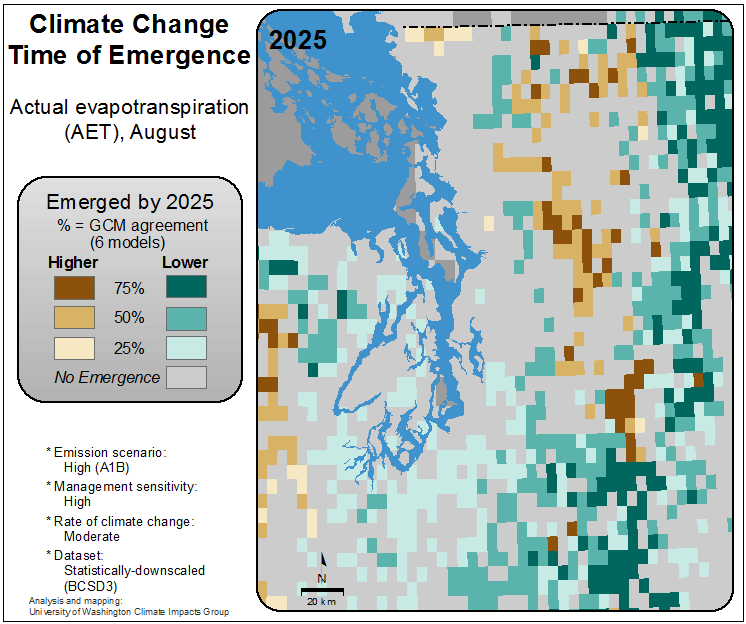 Climate Change
Time of Emergence
Actual evapotranspiration
(AET), August
Emerged by 2025
% = GCM agreement
(6 models)
Higher Lower
75%
50%
25%
No Emergence
* Emission scenario:
High (A1B)
* Management sensitivity:
High
* Rate of climate change:
Moderate
* Dataset:
Statistically-downscaled
(BCSD3)
Analysis and mapping:
University of Washington Climate Impacts Group
2025
N
20 km